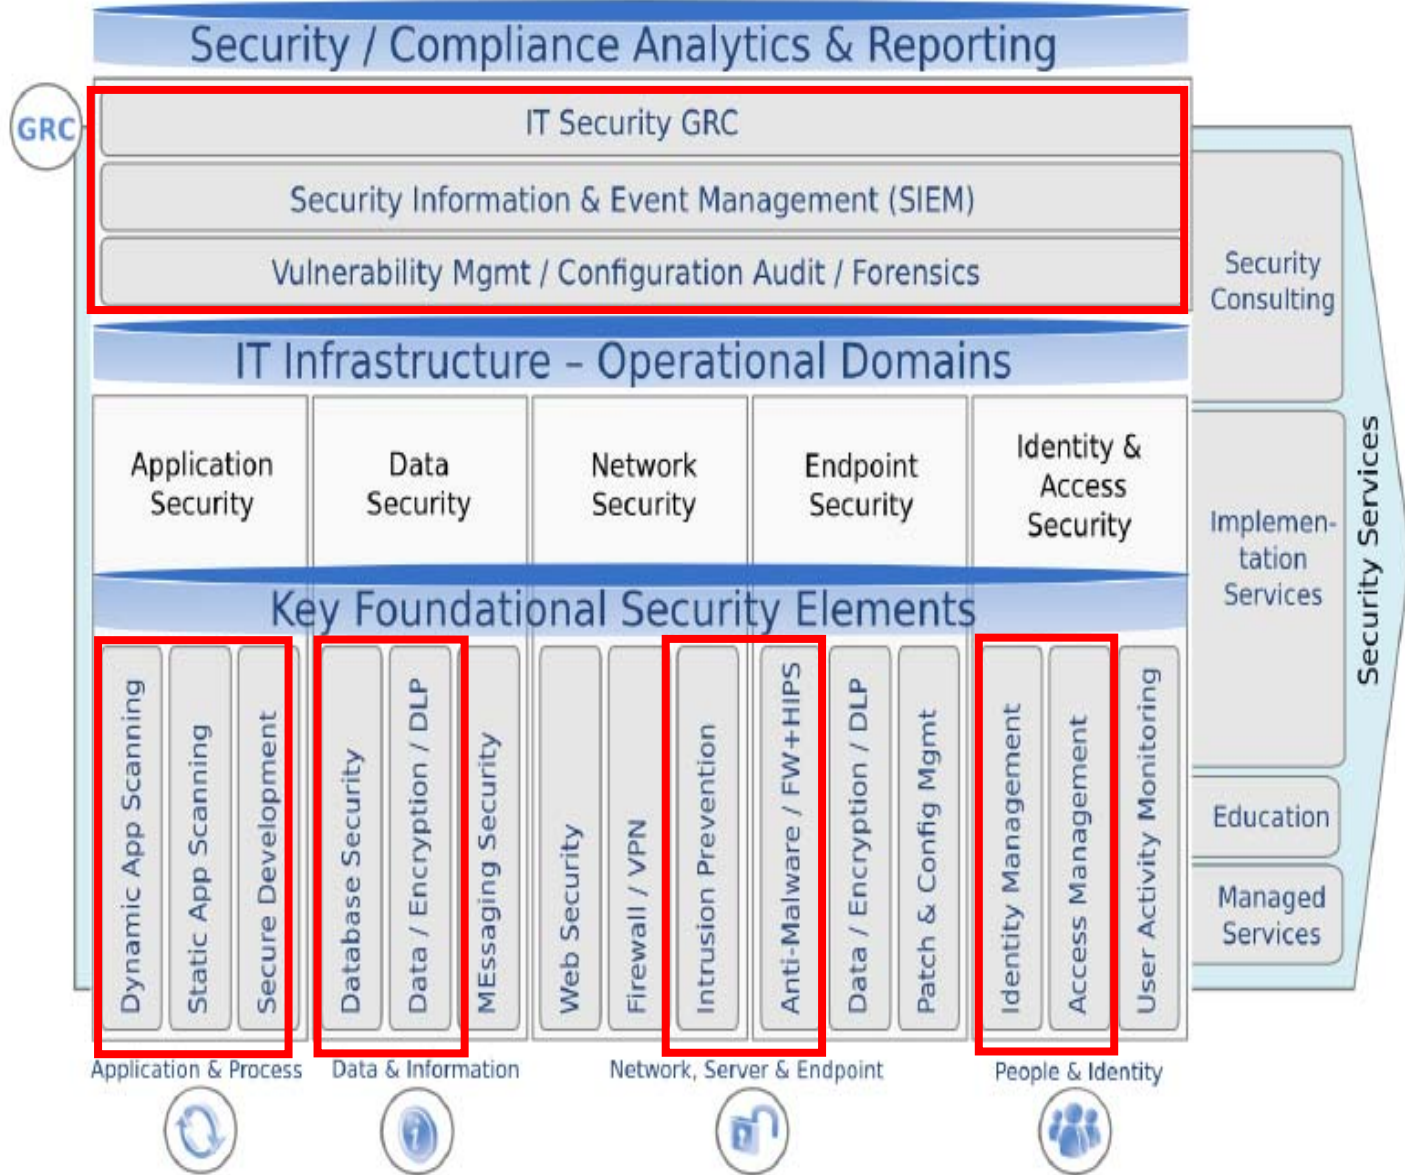 Security / Compliance Analytics & Reporting
GRC
IT Security GRC
Security Information & Event Management (SIEM)
Vulnerability Mgmt / Configuration Audit / Forensics
IT Infrastructure – Operational Domains
Application
Security
Data
Security
Network
Security
Endpoint
Security
Identity &
Access
Security
Key Foundational Security Elements
Dynamic App Scanning
Static App Scanning
Secure Development
Database Security
Data / Encryption / DLP
MEssaging Security
Web Security
Firewall / VPN
Intrusion Prevention
Anti-Malware / FW+HIPS
Data / Encryption / DLP
Patch & Config Mgmt
Identity Management
Access Management
User Activity Monitoring
Application & Process
Data & Information
Network, Server & Endpoint
People & Identity
Security
Consulting
Implemen-
tation
Services
Education
Managed
Services
Security Services